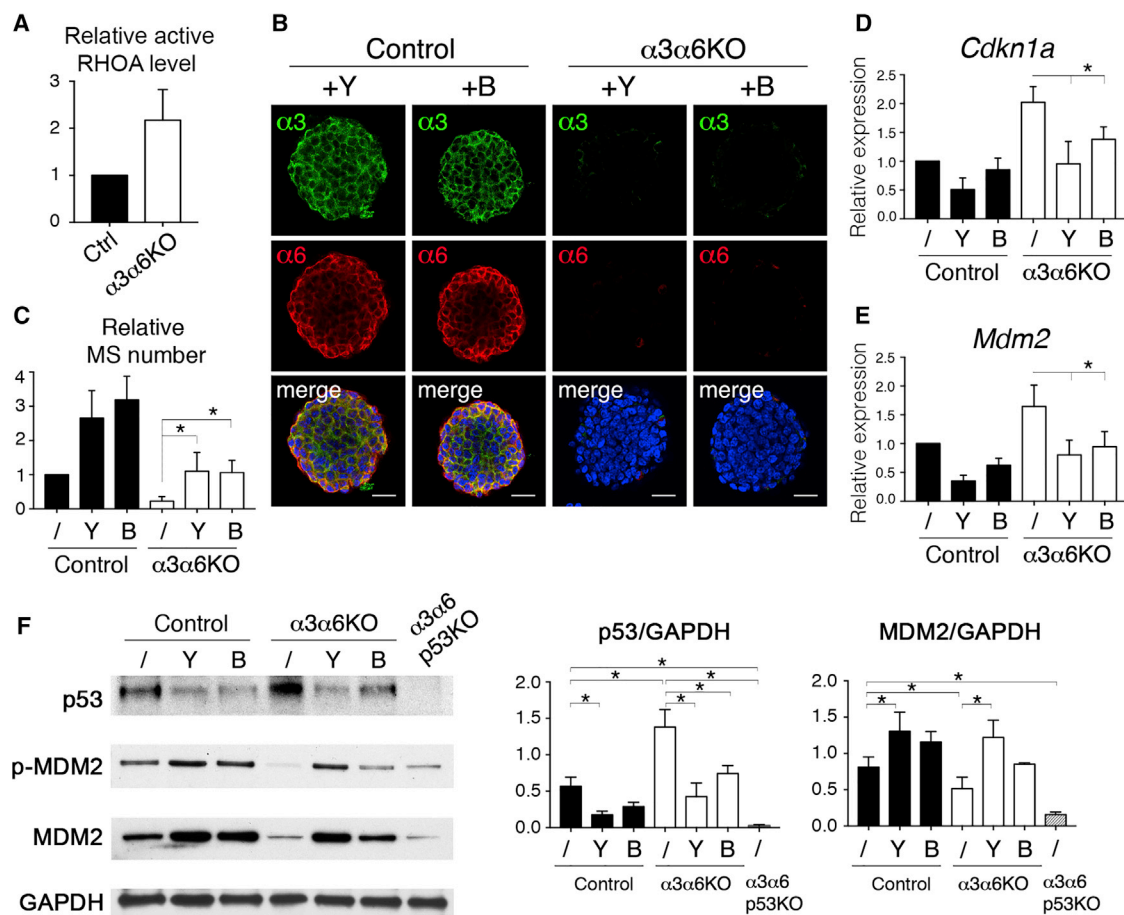 A
Relative active
RHOA level
3
2
1
0
Ctrl
α3α6KO
B
Control
α3α6KO
+Y
+B
+Y
+B
α3
α3
α3
α3
α6
α6
α6
α6
merge
merge
merge
merge
C
Relative
MS number
4
3
2
1
0
/ Y B / Y B
Control
α3α6KO
* *
D
Cdkn1a
Relative expression
2.5
2.0
1.5
1.0
0.5
0.0
*
/ Y B / Y B
Control
α3α6KO
E
Mdm2
Relative expression
2.5
2.0
1.5
1.0
0.5
0.0
*
/ Y B / Y B
Control
α3α6KO
F
Control
α3α6KO
α3α6
p53KO
/ Y B / Y B /
p53
p-MDM2
MDM2
GAPDH
p53/GAPDH
2.0
1.5
1.0
0.5
0.0
*
* *
*
* *
/ Y B / Y B /
Control
α3α6KO
α3α6
p53KO
MDM2/GAPDH
2.0
1.5
1.0
0.5
0.0
*
*
* *
/ Y B / Y B /
Control
α3α6KO
α3α6
p53KO